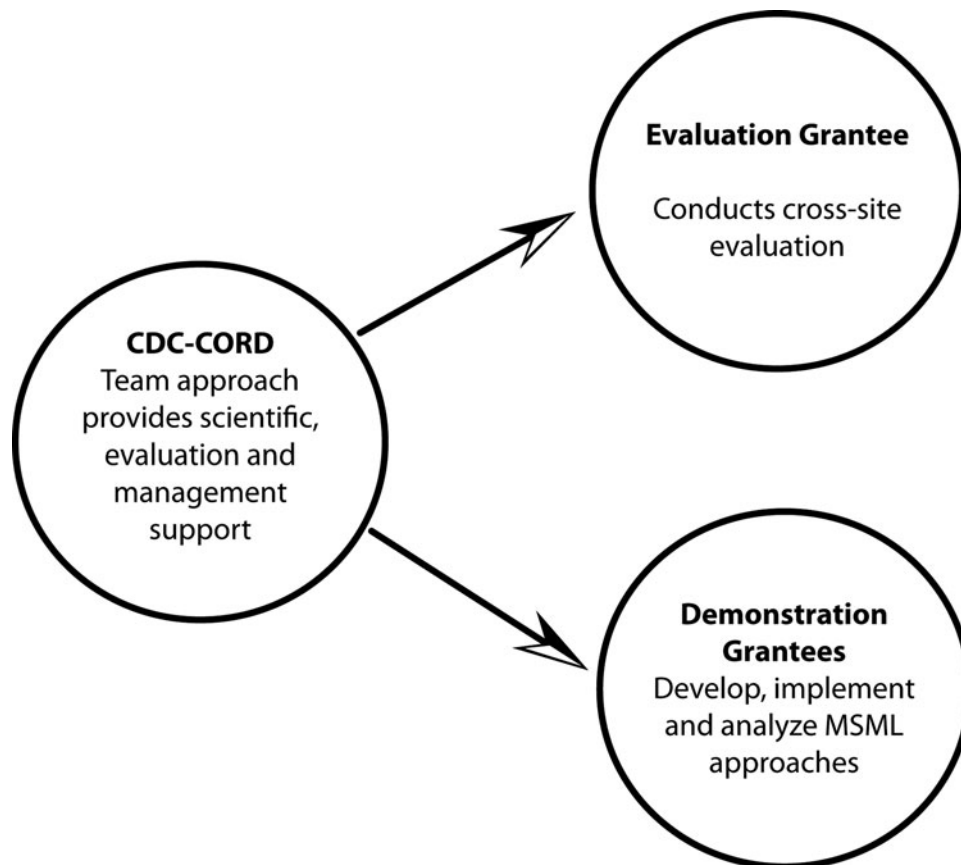 Evaluation Grantee
Conducts cross-site
evaluation
CDC-CORD
Team approach
provides scientific,
evaluation and
management
support
Demonstration
Grantees
Develop, implement
and analyze MSML
approaches